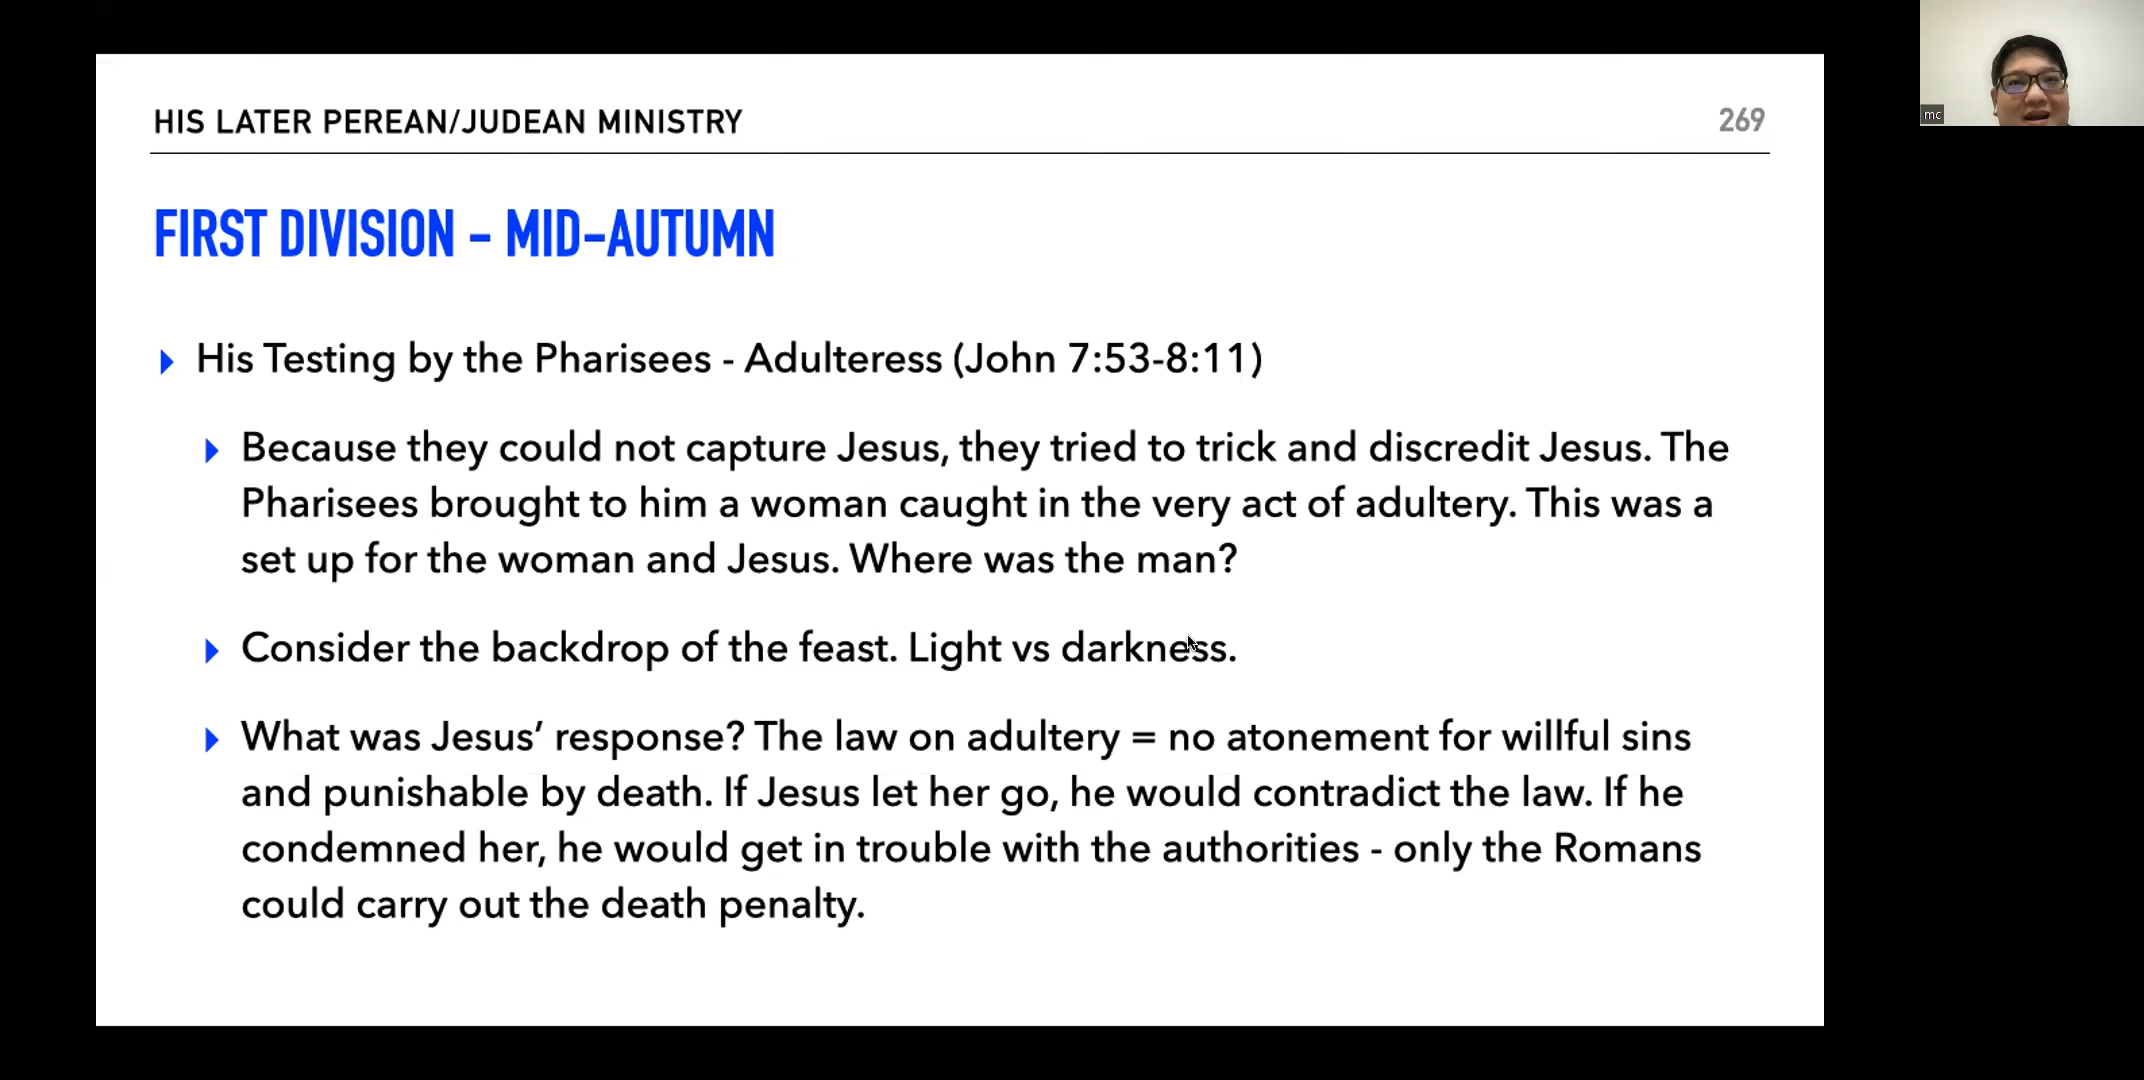 HIS LATER PEREAN/JUDEAN MINISTRY
269
FIRST DIVISION - MID-AUTUMN
His Testing by the Pharisees - Adulteress (John 7:53-8:11)
Because they could not capture Jesus, they tried to trick and discredit Jesus. The
Pharisees brought to him a woman caught in the very act of adultery. This was a
set up for the woman and Jesus. Where was the man?
Consider the backdrop of the feast. Light vs darkness.
What was Jesus’ response? The law on adultery = no atonement for willful sins
and punishable by death. If Jesus let her go, he would contradict the law. If he
condemned her, he would get in trouble with the authorities - only the Romans
could carry out the death penalty.
mc